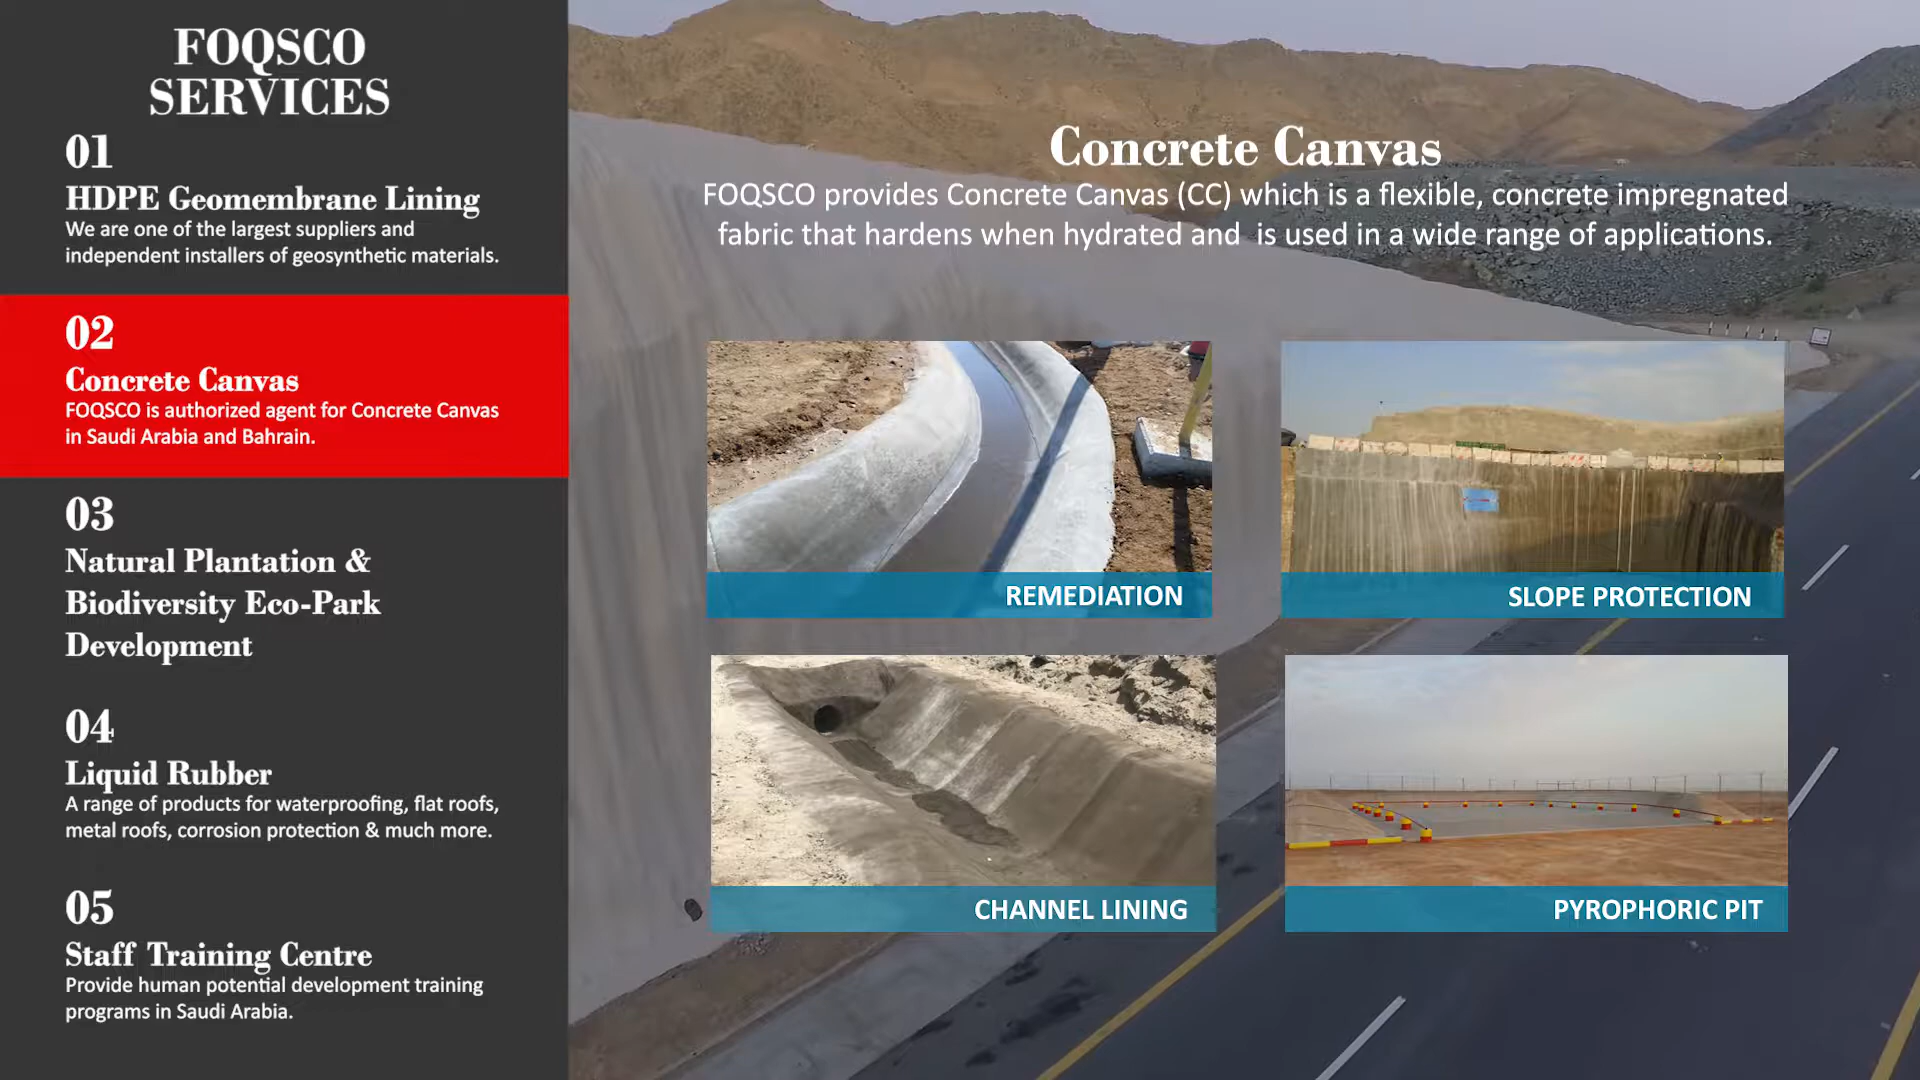 FOQSCO
SERVICES
01
HDPE Geomembrane Lining
We are one of the largest suppliers and
independent installers of geosynthetic materials.
02
Concrete Canvas
FOQSCO is authorized agent for Concrete Canvas
in Saudi Arabia and Bahrain.
03
Natural Plantation &
Biodiversity Eco-Park
Development
04
Liquid Rubber
A range of products for waterproofing, flat roofs,
metal roofs, corrosion protection & much more.
05
Staff Training Centre
Provide human potential development training
programs in Saudi Arabia.
Concrete Canvas
FOQSCO provides Concrete Canvas (CC) which is a flexible, concrete impregnated
fabric that hardens when hydrated and is used in a wide range of applications.
REMEDIATION
SLOPE PROTECTION
CHANNEL LINING
PYROPHORIC PIT